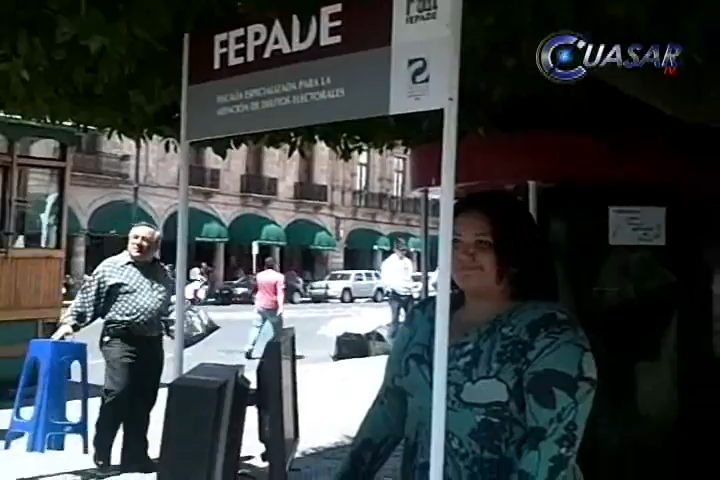 FEPADE
FISCALÍA ESPECIALIZADA PARA LA
ATENCIÓN DE DELITOS ELECTORALES
FEPADE
CUASAR
TV